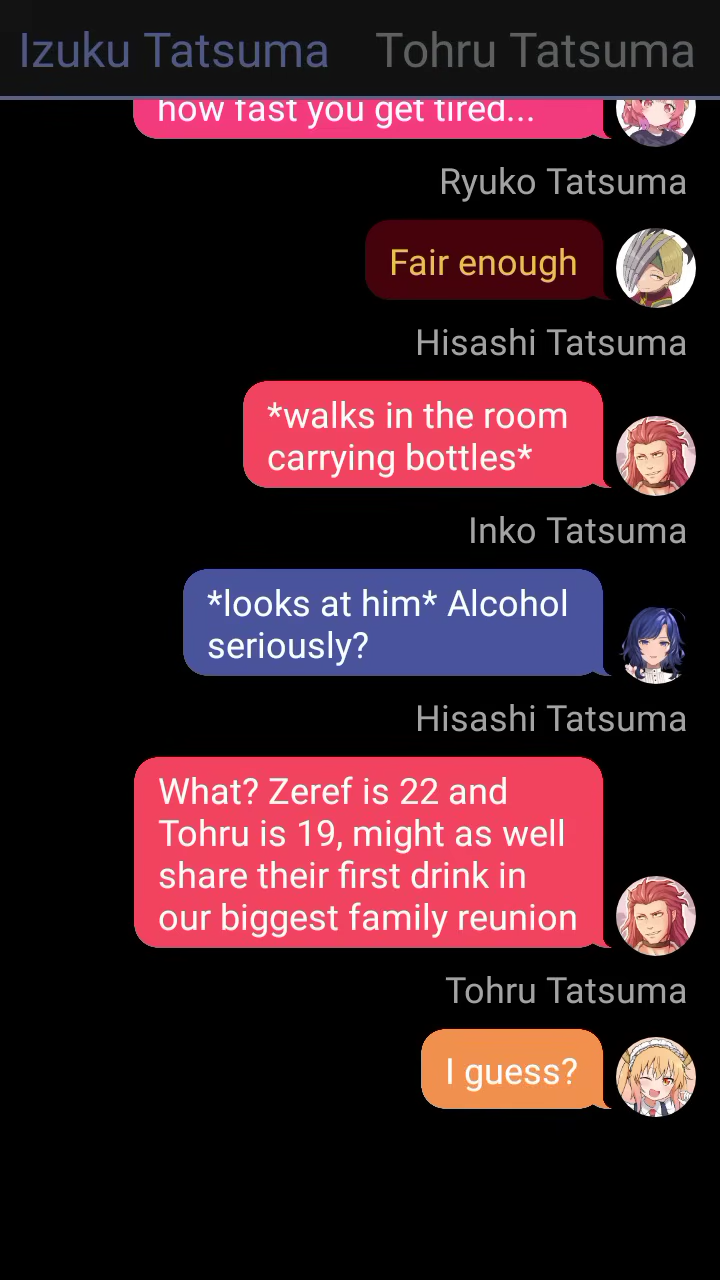 Izuku Tatsuma Tohru Tatsuma
how fast you get tired...
Ryuko Tatsuma
Fair enough
Hisashi Tatsuma
*walks in the room
carrying bottles*
Inko Tatsuma
*looks at him* Alcohol
seriously?
Hisashi Tatsuma
What? Zeref is 22 and
Tohru is 19, might as well
share their first drink in
our biggest family reunion
Tohru Tatsuma
I guess?